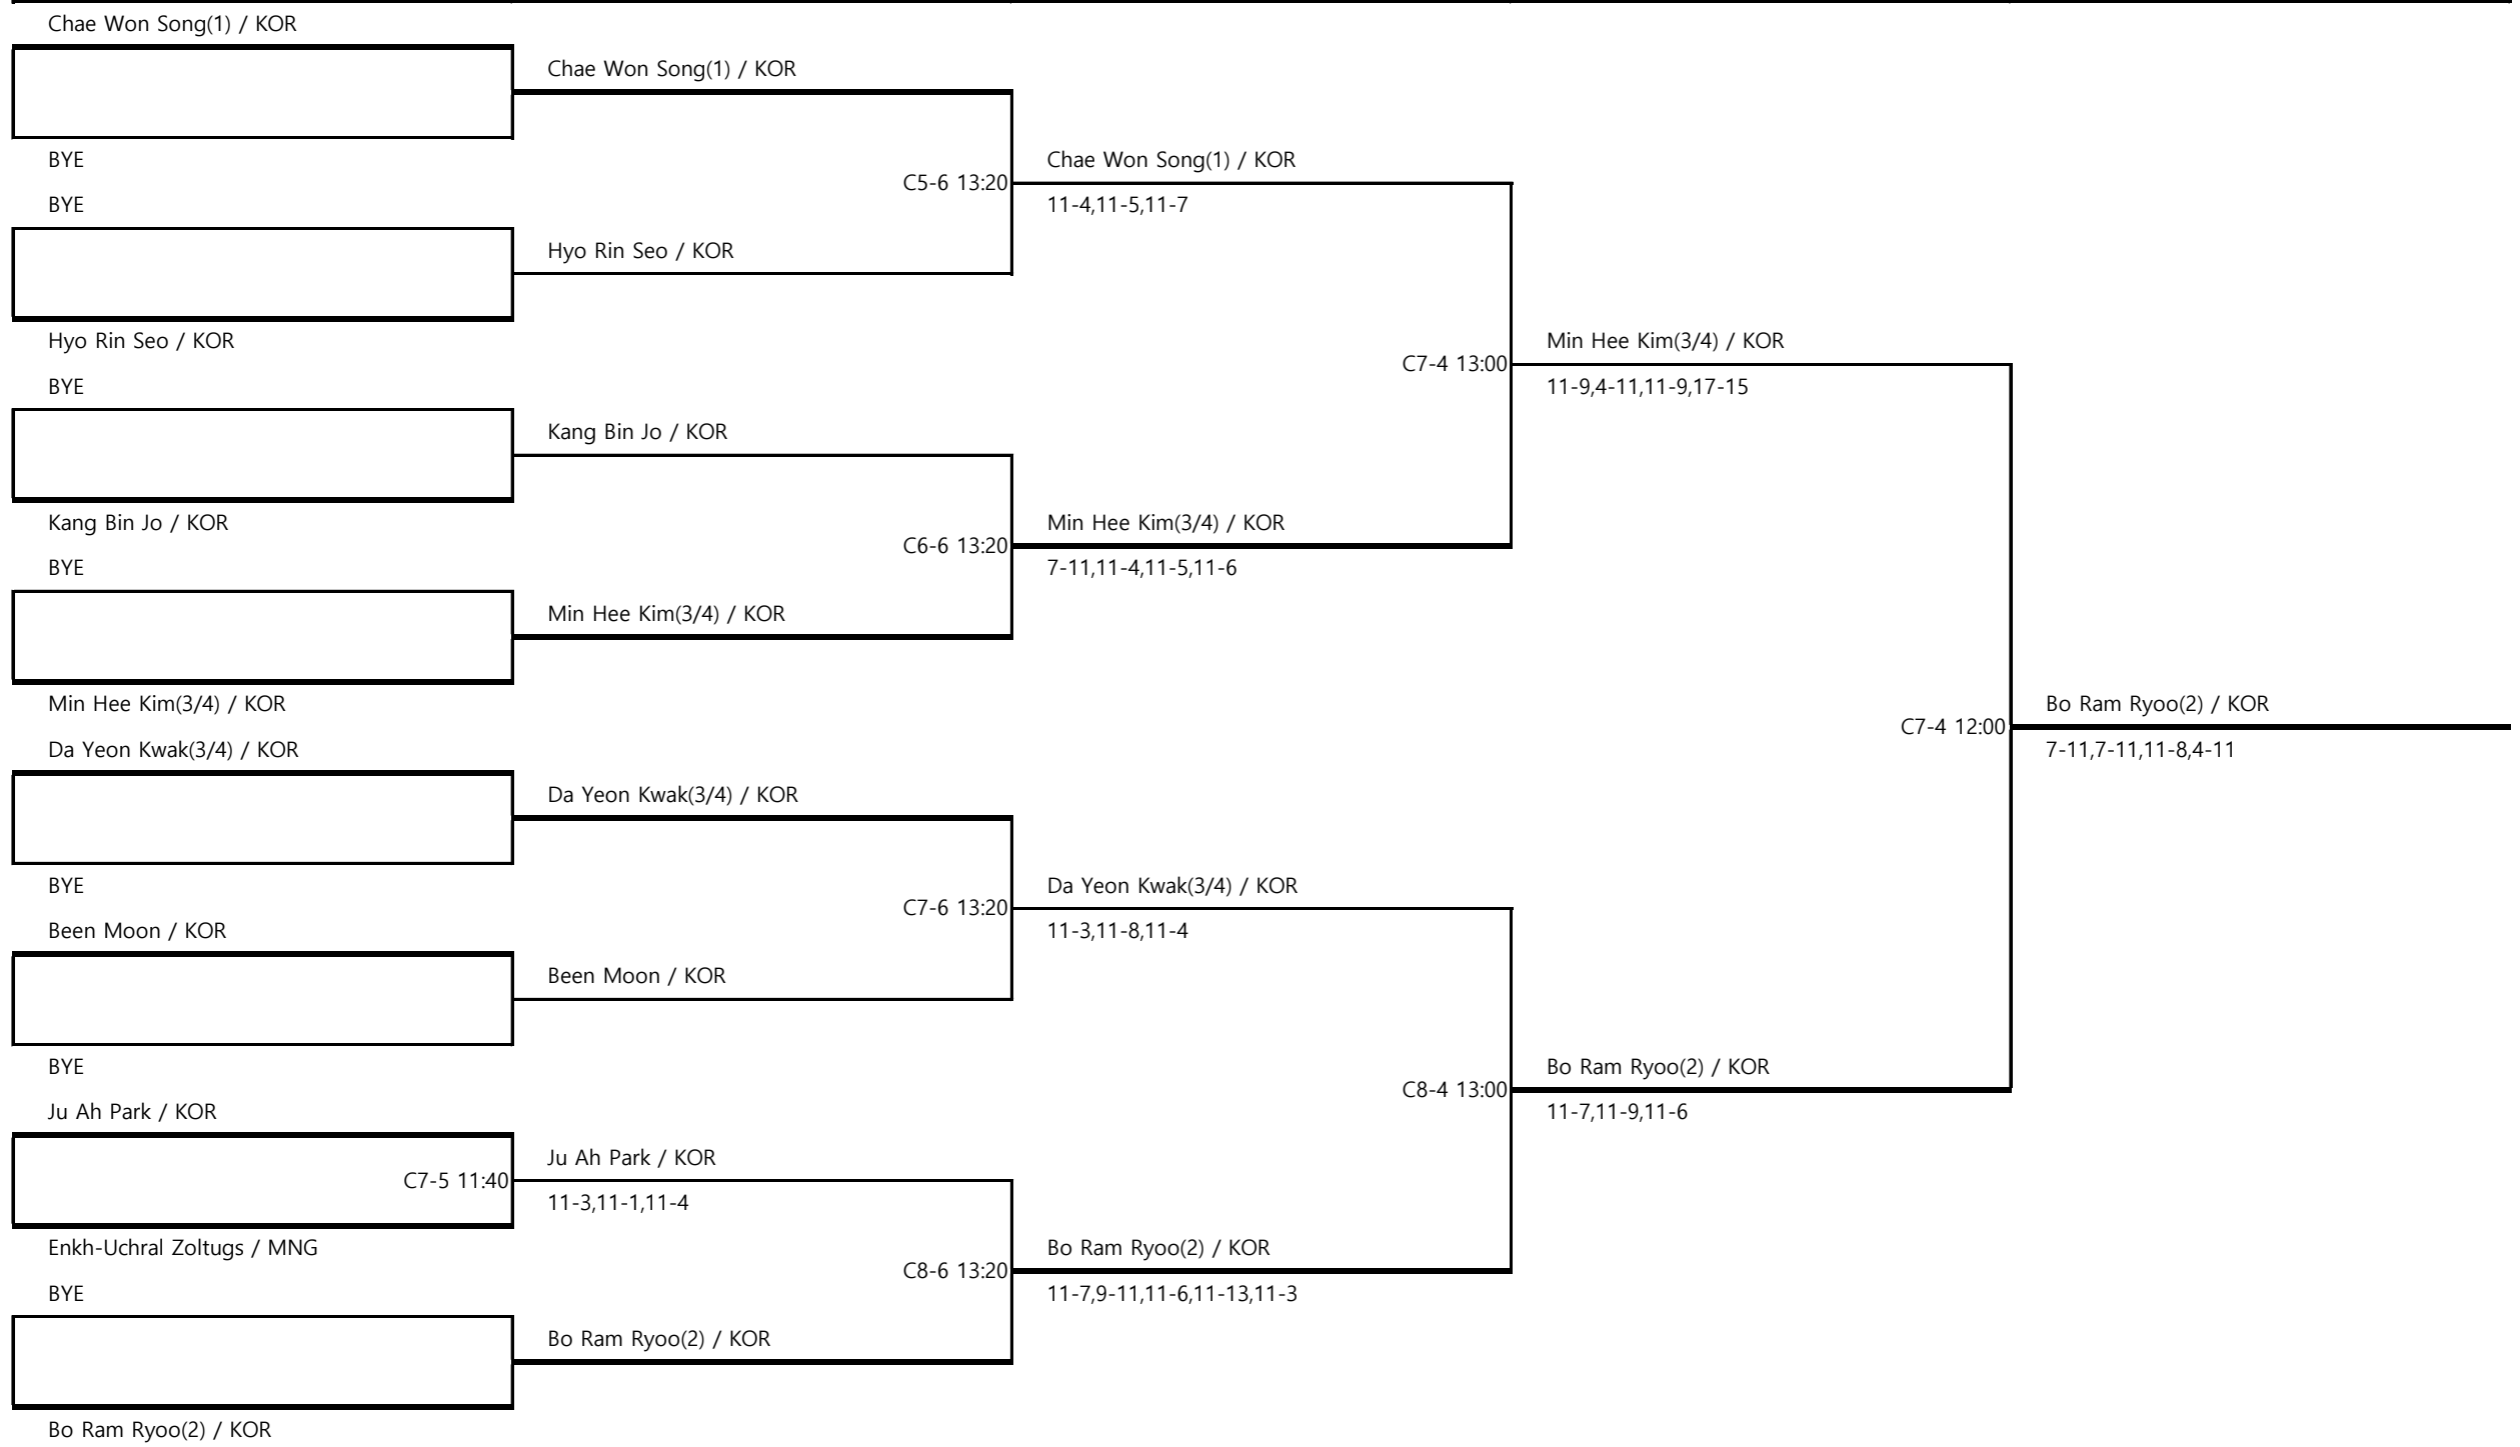 Chae Won Song(1) / KOR
BYE
BYE
Hyo Rin Seo / KOR
BYE
Kang Bin Jo / KOR
BYE
Min Hee Kim(3/4) / KOR
Da Yeon Kwak(3/4) / KOR
BYE
Been Moon / KOR
BYE
Ju Ah Park / KOR
C7-5 11:40
Enkh-Uchral Zoltugs / MNG
BYE
Bo Ram Ryoo(2) / KOR
Chae Won Song(1) / KOR
C5-6 13:20
Hyo Rin Seo / KOR
Kang Bin Jo / KOR
C6-6 13:20
Min Hee Kim(3/4) / KOR
Da Yeon Kwak(3/4) / KOR
C7-6 13:20
Been Moon / KOR
Ju Ah Park / KOR
11-3,11-1,11-4
C8-6 13:20
Bo Ram Ryoo(2) / KOR
Chae Won Song(1) / KOR
11-4,11-5,11-7
C7-4 13:00
Min Hee Kim(3/4) / KOR
7-11,11-4,11-5,11-6
Da Yeon Kwak(3/4) / KOR
11-3,11-8,11-4
C8-4 13:00
Bo Ram Ryoo(2) / KOR
11-7,9-11,11-6,11-13,11-3
Min Hee Kim(3/4) / KOR
11-9,4-11,11-9,17-15
C7-4 12:00
Bo Ram Ryoo(2) / KOR
11-7,11-9,11-6
Bo Ram Ryoo(2) / KOR
7-11,7-11,11-8,4-11